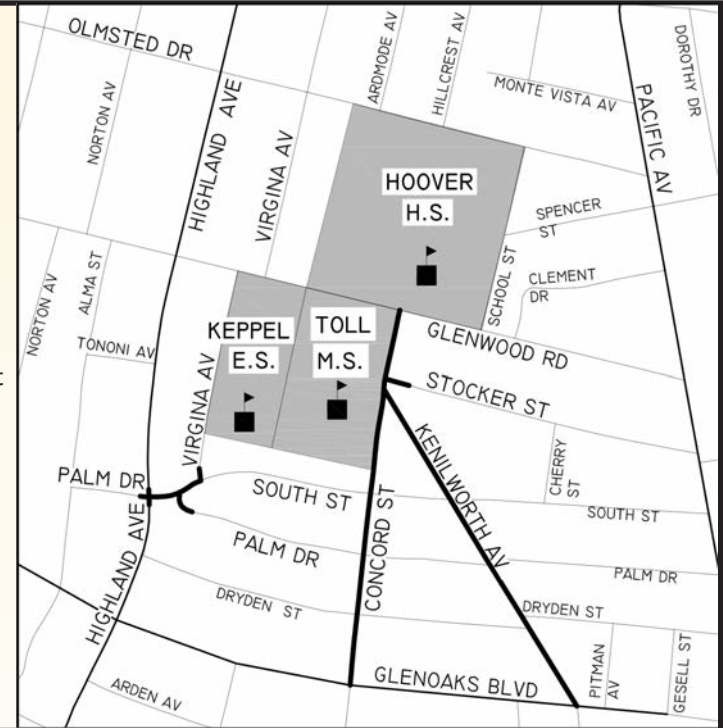 OLMSTED DR
ARDMODE AV
HILLCREST AV
DOROTHY DR
NORTON AV
HIGHLAND AVE
VIRGINA AV
MONTE VISTA AV
PACIFIC AV
HOOVER
H.S.
SPENCER
ST
SCHOOL ST
CLEMENT
DR
NORTON AV
ALMA ST
TONONI AV
KEPPEL
E.S.
TOLL
M.S.
GLENWOOD RD
VIRGINA AV
STOCKER ST
KENILWORTH AV
CHERRY
ST
PALM DR
SOUTH ST
SOUTH ST
HIGHLAND AVE
PALM DR
CONCORD ST
PALM DR
DRYDEN ST
DRYDEN ST
PITMAN
AV
GESELL ST
GLENOAKS BLVD
ARDEN AV